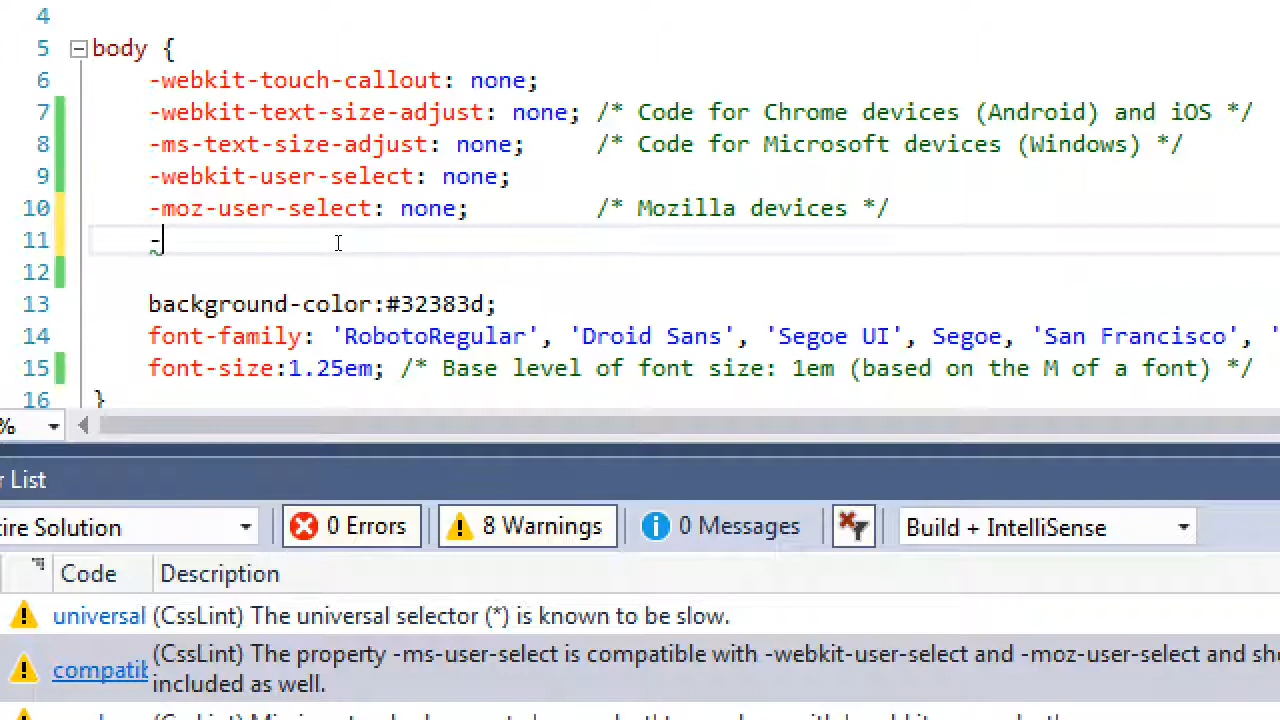 4
5 body {
6 -webkit-touch-callout: none;
7 -webkit-text-size-adjust: none; /* Code for Chrome devices (Android) and iOS */
8 -ms-text-size-adjust: none; /* Code for Microsoft devices (Windows) */
9 -webkit-user-select: none;
10 -moz-user-select: none; /* Mozilla devices */
11 -
12
13 background-color:#32383d;
14 font-family: 'RobotoRegular', 'Droid Sans', 'Segoe UI', Segoe, 'San Francisco', '
15 font-size:1.25em; /* Base level of font size: 1em (based on the M of a font) */
16 }
%
r List
ire Solution 0 Errors 8 Warnings 0 Messages Build + IntelliSense
Code Description
universal (CssLint) The universal selector (*) is known to be slow.
compatib (CssLint) The property -ms-user-select is compatible with -webkit-user-select and -moz-user-select and sho
included as well.